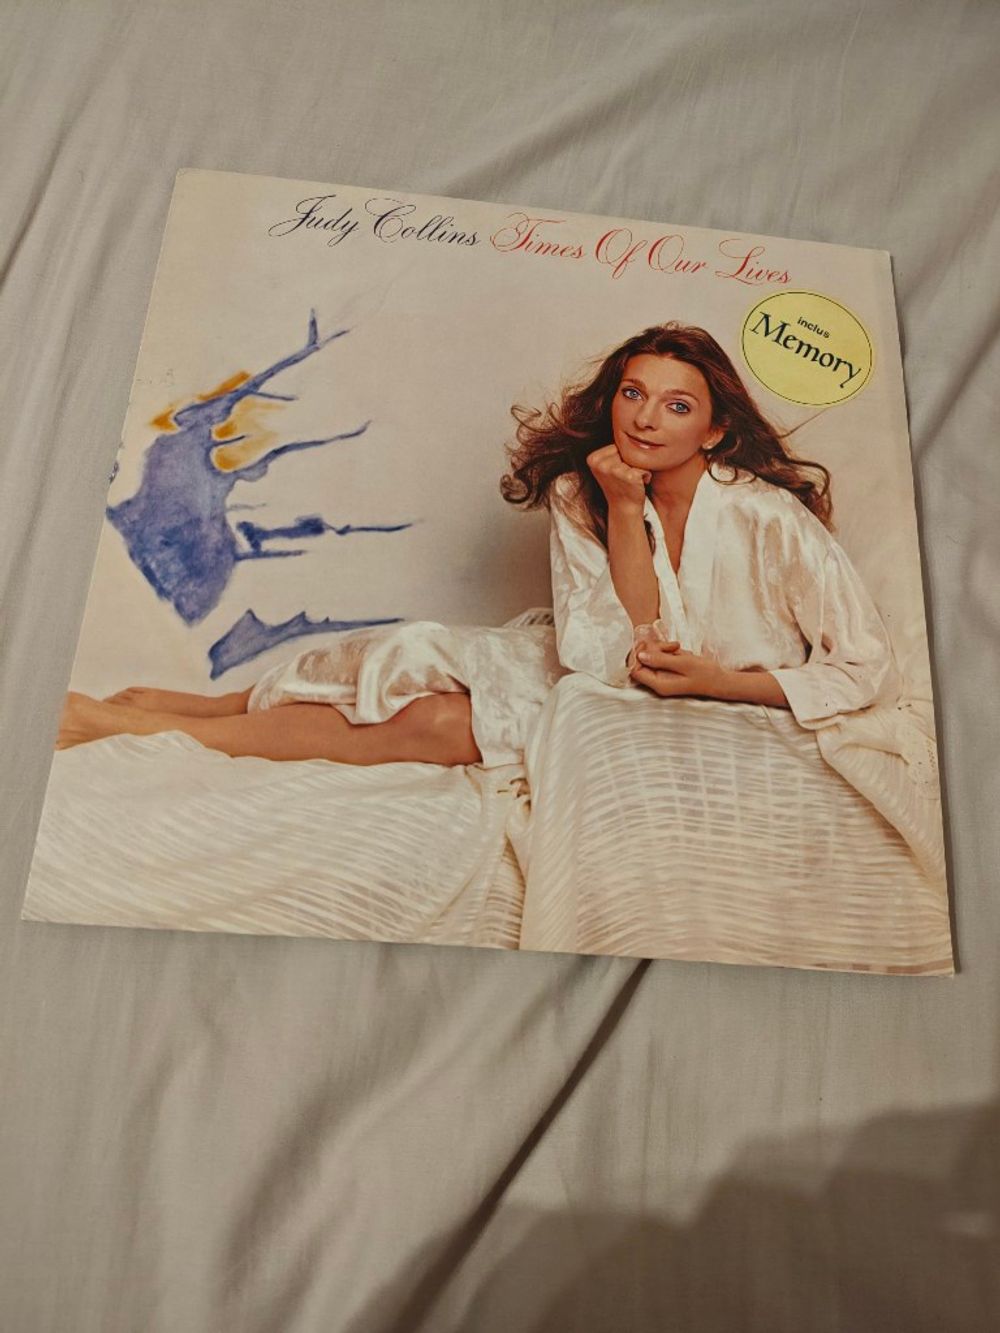 Judy Collins Times Of Our Lives
inclus
Memory